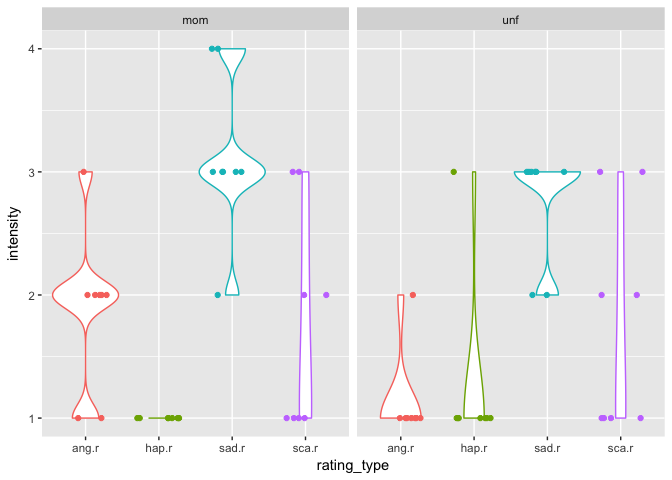 mom unf
intensity
4
3
2
1
ang.r hap.r sad.r sca.r ang.r hap.r sad.r sca.r
rating_type